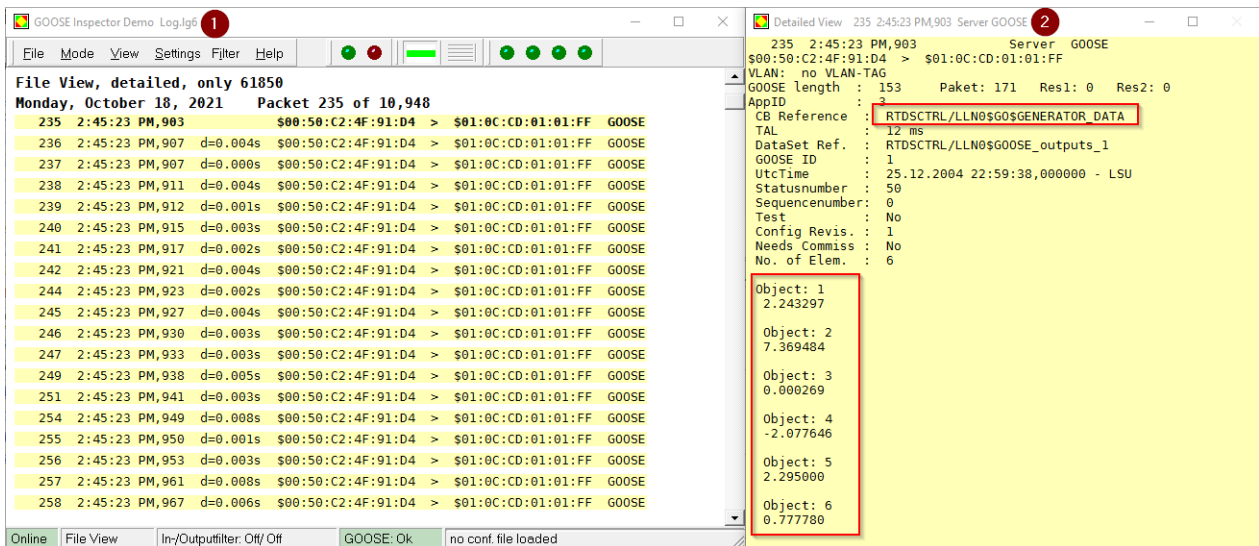 GOOSE Inspector Demo Log.lg6
1
File Mode View Settings Filter Help
File View, detailed, only 61850
Monday, October 18, 2021 Packet 235 of 10,948
235 2:45:23 PM,903 $00:50:C2:4F:91:D4 > $01:0C:CD:01:01:FF GOOSE
236 2:45:23 PM,907 d=0.004s $00:50:C2:4F:91:D4 > $01:0C:CD:01:01:FF GOOSE
237 2:45:23 PM,907 d=0.000s $00:50:C2:4F:91:D4 > $01:0C:CD:01:01:FF GOOSE
238 2:45:23 PM,911 d=0.004s $00:50:C2:4F:91:D4 > $01:0C:CD:01:01:FF GOOSE
239 2:45:23 PM,912 d=0.001s $00:50:C2:4F:91:D4 > $01:0C:CD:01:01:FF GOOSE
240 2:45:23 PM,915 d=0.003s $00:50:C2:4F:91:D4 > $01:0C:CD:01:01:FF GOOSE
241 2:45:23 PM,917 d=0.002s $00:50:C2:4F:91:D4 > $01:0C:CD:01:01:FF GOOSE
242 2:45:23 PM,921 d=0.004s $00:50:C2:4F:91:D4 > $01:0C:CD:01:01:FF GOOSE
244 2:45:23 PM,923 d=0.002s $00:50:C2:4F:91:D4 > $01:0C:CD:01:01:FF GOOSE
245 2:45:23 PM,927 d=0.004s $00:50:C2:4F:91:D4 > $01:0C:CD:01:01:FF GOOSE
246 2:45:23 PM,930 d=0.003s $00:50:C2:4F:91:D4 > $01:0C:CD:01:01:FF GOOSE
247 2:45:23 PM,933 d=0.003s $00:50:C2:4F:91:D4 > $01:0C:CD:01:01:FF GOOSE
249 2:45:23 PM,938 d=0.005s $00:50:C2:4F:91:D4 > $01:0C:CD:01:01:FF GOOSE
251 2:45:23 PM,941 d=0.003s $00:50:C2:4F:91:D4 > $01:0C:CD:01:01:FF GOOSE
254 2:45:23 PM,949 d=0.008s $00:50:C2:4F:91:D4 > $01:0C:CD:01:01:FF GOOSE
255 2:45:23 PM,950 d=0.001s $00:50:C2:4F:91:D4 > $01:0C:CD:01:01:FF GOOSE
256 2:45:23 PM,953 d=0.003s $00:50:C2:4F:91:D4 > $01:0C:CD:01:01:FF GOOSE
257 2:45:23 PM,961 d=0.008s $00:50:C2:4F:91:D4 > $01:0C:CD:01:01:FF GOOSE
258 2:45:23 PM,967 d=0.006s $00:50:C2:4F:91:D4 > $01:0C:CD:01:01:FF GOOSE
Online File View In-/Outputfilter: Off/ Off GOOSE: Ok no conf. file loaded
Detailed View 235 2:45:23 PM,903 Server GOOSE
2
235 2:45:23 PM,903 Server GOOSE
$00:50:C2:4F:91:D4 > $01:0C:CD:01:01:FF
VLAN: no VLAN-TAG
GOOSE length : 153 Paket: 171 Res1: 0 Res2: 0
AppID : 3
CB Reference : RTDSCTRL/LLN0$GO$GENERATOR_DATA
TAL : 12 ms
DataSet Ref. : RTDSCTRL/LLN0$GOOSE_outputs_1
GOOSE ID : 1
UtcTime : 25.12.2004 22:59:38,000000 - LSU
Statusnumber : 50
Sequencenumber: 0
Test : No
Config Revis. : 1
Needs Commiss : No
No. of Elem. : 6
Object: 1
2.243297
Object: 2
7.369484
Object: 3
0.000269
Object: 4
-2.077646
Object: 5
2.295000
Object: 6
0.777780